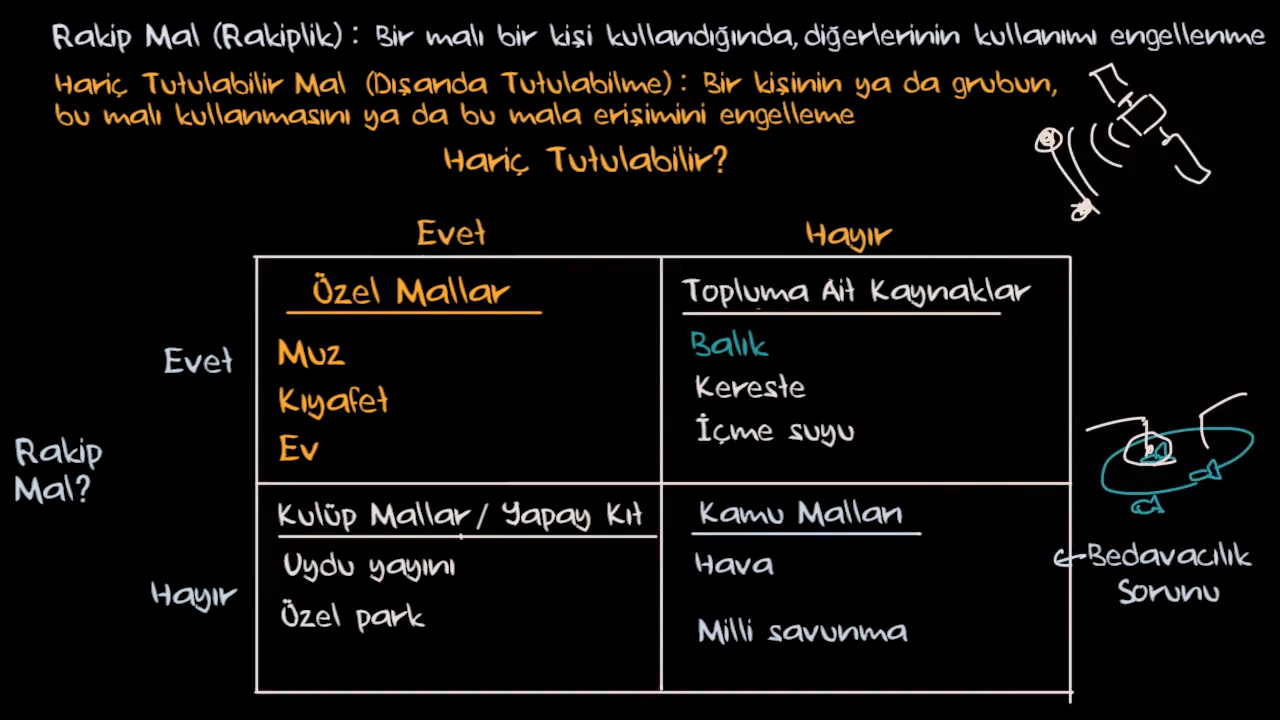 Rakip Mal (Rakiplik) : Bir malı bir kişi kullandığında, diğerlerinin kullanımı engellenme
Hariç Tutulabilir Mal (Dışarıda Tutulabilme) : Bir kişinin ya da grubun,
bu malı kullanmasını ya da bu mala erişimini engelleme
Hariç Tutulabilir?
Evet
Hayır
Özel Mallar
Topluma Ait Kaynaklar
Evet
Muz
Kıyafet
Ev
Balık
Kereste
İçme suyu
Rakip
Mal?
Kulüp Mallar / Yapay Kıt
Kamu Malları
Hayır
Uydu yayını
Özel park
Hava
Milli savunma
Bedavacılık
Sorunu